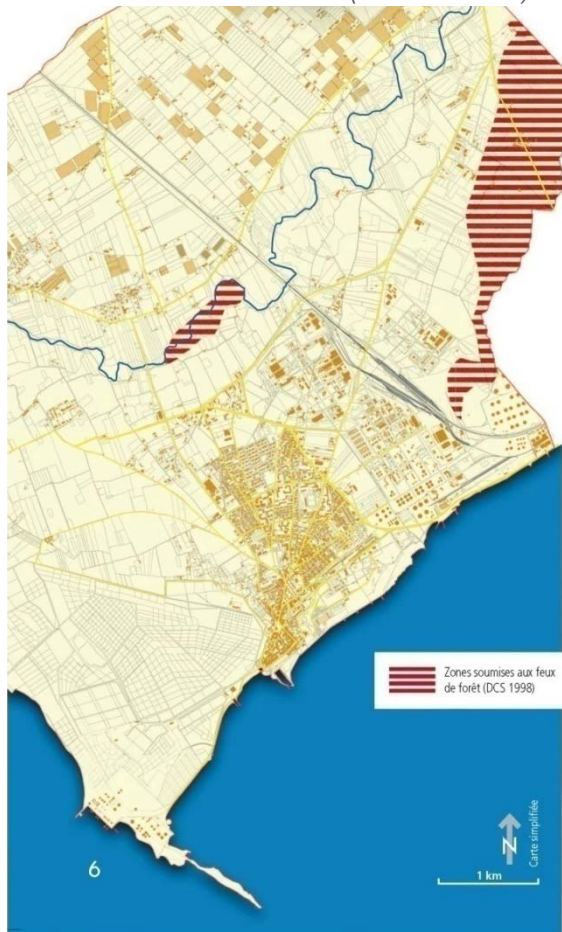 Zones soumises aux feux
de forêt (DCS 1998)
Carte simplifiée
N
1 km
6